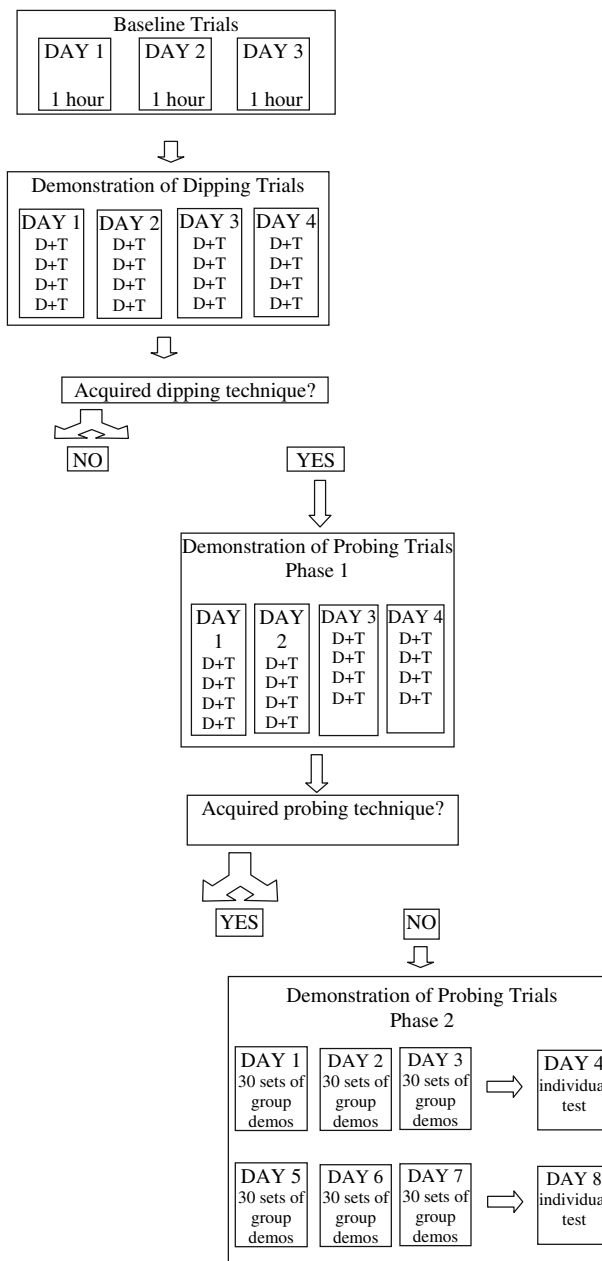 Baseline Trials
DAY 1 DAY 2 DAY 3
1 hour 1 hour 1 hour
Demonstration of Dipping Trials
DAY 1 DAY 2 DAY 3 DAY 4
D+T D+T D+T D+T
D+T D+T D+T D+T
D+T D+T D+T D+T
D+T D+T D+T D+T
Acquired dipping technique?
NO YES
Demonstration of Probing Trials
Phase 1
DAY
1
D+T
D+T
D+T
D+T
DAY
2
D+T
D+T
D+T
D+T
DAY 3
D+T
D+T
D+T
D+T
DAY 4
D+T
D+T
D+T
D+T
Acquired probing technique?
YES NO
Demonstration of Probing Trials
Phase 2
DAY 1
30 sets of
group
demos
DAY 2
30 sets of
group
demos
DAY 3
30 sets of
group
demos
DAY 4
individua
test
DAY 5
30 sets of
group
demos
DAY 6
30 sets of
group
demos
DAY 7
30 sets of
group
demos
DAY 8
individua
test